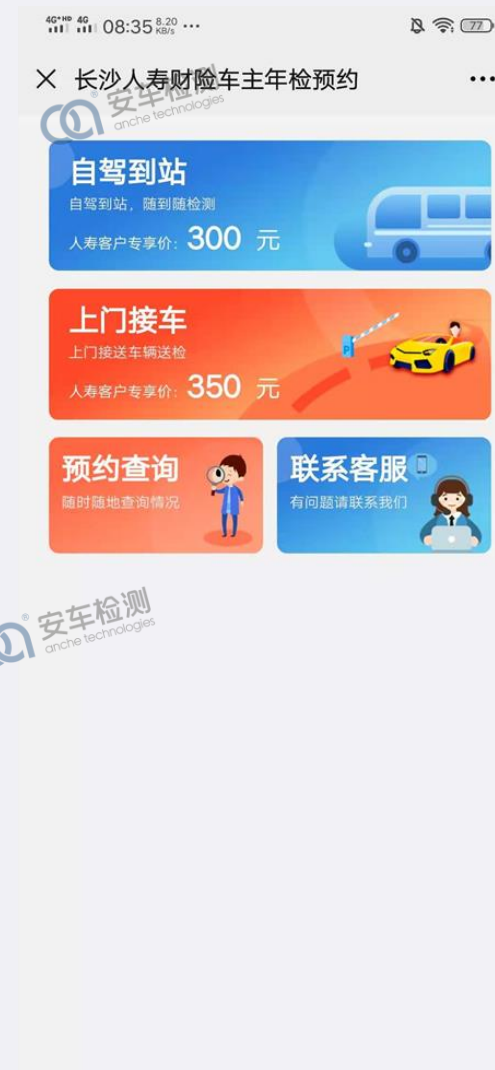 4G+HD 4G 08:35 8.20 KB/s ... 77
长沙人寿财险车主年检预约
安车检测
anche technologies
自驾到站
自驾到站，随到随检测
人寿客户专享价：300 元
上门接车
上门接送车辆送检
P
人寿客户专享价：350 元
预约查询
随时随地查询情况
联系客服
有问题请联系我们
安车检测
anche technologies